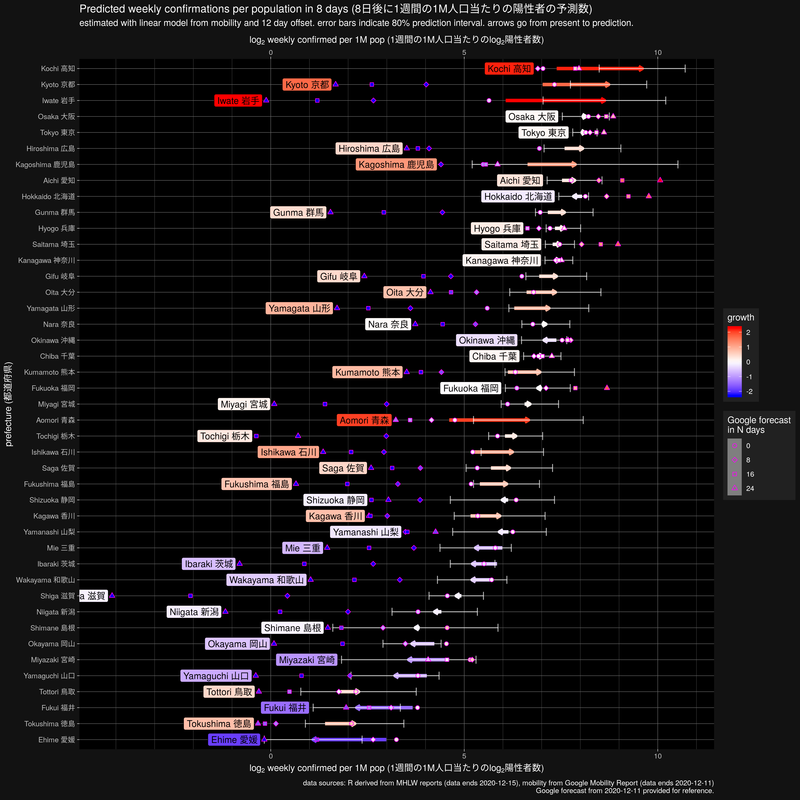 Predicted weekly confirmations per population in 8 days (8日後に1週間の1M人口当たりの陽性者の予測数)
estimated with linear model from mobility and 12 day offset. error bars indicate 80% prediction interval. arrows go from present to prediction.
log2 weekly confirmed per 1M pop (1週間の1M人口当たりのlog2陽性者数)
0 5 10
prefecture (都道府県)
Kochi 高知 Kochi 高知
Kyoto 京都 Kyoto 京都
Iwate 岩手 Iwate 岩手
Osaka 大阪 Osaka 大阪
Tokyo 東京 Tokyo 東京
Hiroshima 広島 Hiroshima 広島
Kagoshima 鹿児島 Kagoshima 鹿児島
Aichi 愛知 Aichi 愛知
Hokkaido 北海道 Hokkaido 北海道
Gunma 群馬 Gunma 群馬
Hyogo 兵庫 Hyogo 兵庫
Saitama 埼玉 Saitama 埼玉
Kanagawa 神奈川 Kanagawa 神奈川
Gifu 岐阜 Gifu 岐阜
Oita 大分 Oita 大分
Yamagata 山形 Yamagata 山形
Nara 奈良 Nara 奈良
Okinawa 沖縄 Okinawa 沖縄
Chiba 千葉 Chiba 千葉
Kumamoto 熊本 Kumamoto 熊本
Fukuoka 福岡 Fukuoka 福岡
Miyagi 宮城 Miyagi 宮城
Aomori 青森 Aomori 青森
Tochigi 栃木 Tochigi 栃木
Ishikawa 石川 Ishikawa 石川
Saga 佐賀 Saga 佐賀
Fukushima 福島 Fukushima 福島
Shizuoka 静岡 Shizuoka 静岡
Kagawa 香川 Kagawa 香川
Yamanashi 山梨 Yamanashi 山梨
Mie 三重 Mie 三重
Ibaraki 茨城 Ibaraki 茨城
Wakayama 和歌山 Wakayama 和歌山
Shiga 滋賀 a 滋賀
Niigata 新潟 Niigata 新潟
Shimane 島根 Shimane 島根
Okayama 岡山 Okayama 岡山
Miyazaki 宮崎 Miyazaki 宮崎
Yamaguchi 山口 Yamaguchi 山口
Tottori 鳥取 Tottori 鳥取
Fukui 福井 Fukui 福井
Tokushima 徳島 Tokushima 徳島
Ehime 愛媛 Ehime 愛媛
0 5 10
log2 weekly confirmed per 1M pop (1週間の1M人口当たりのlog2陽性者数)
growth
2
1
0
-1
-2
Google forecast
in N days
0
8
16
24
data sources: R derived from MHLW reports (data ends 2020-12-15), mobility from Google Mobility Report (data ends 2020-12-11)
Google forecast from 2020-12-11 provided for reference.